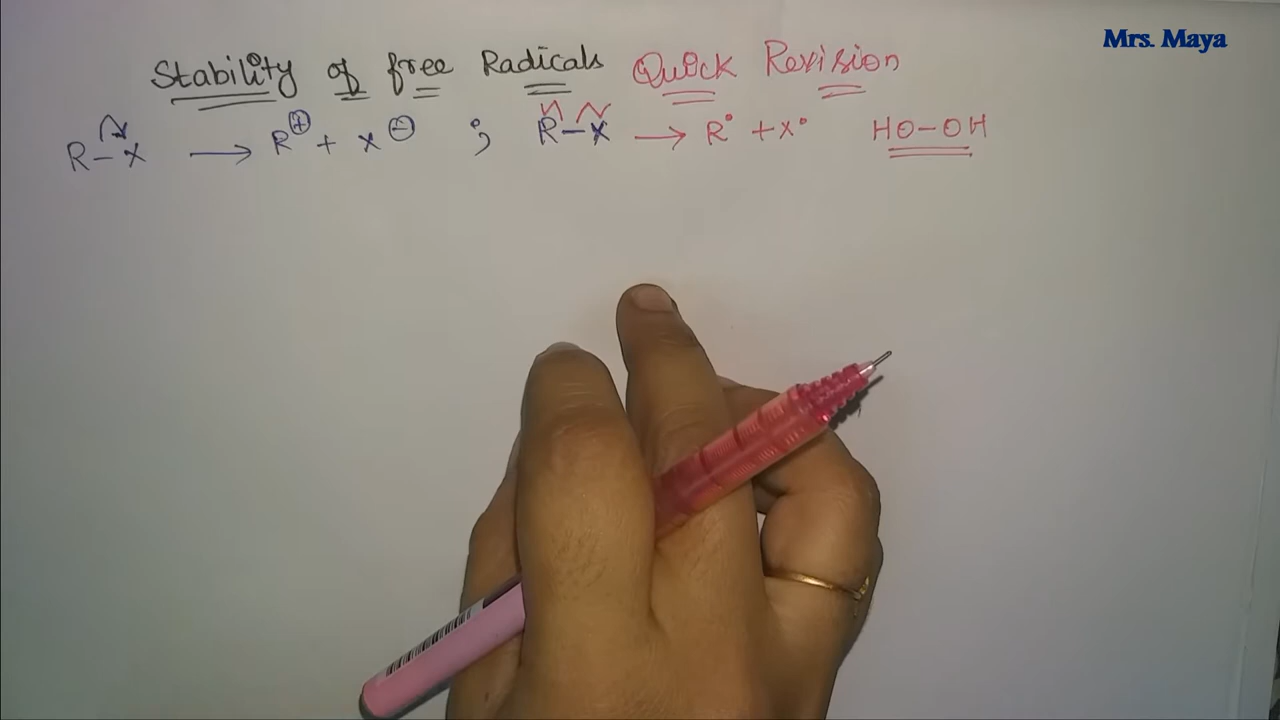 Mrs. Maya
Stability of free Radicals Quick Revision
R–X ⟶ R⊕ + X⊖ ; R–X ⟶ R• + X• HO–OH